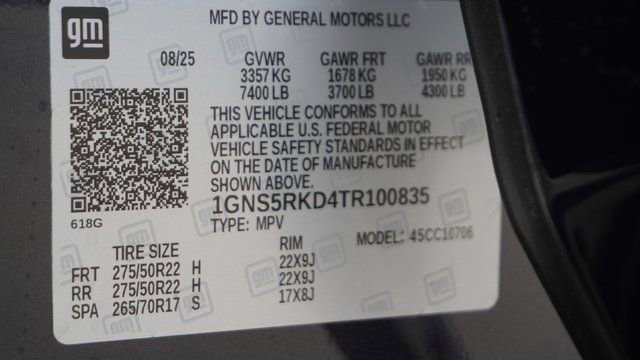 gm
MFD BY GENERAL MOTORS LLC
08/25 GVWR GAWR FRT GAWR RR
3357 KG 1678 KG 1950 KG
7400 LB 3700 LB 4300 LB
THIS VEHICLE CONFORMS TO ALL
APPLICABLE U.S. FEDERAL MOTOR
VEHICLE SAFETY STANDARDS IN EFFECT
ON THE DATE OF MANUFACTURE
SHOWN ABOVE.
1GNS5RKD4TR100835
618G
TYPE: MPV
MODEL: 45CC10706
TIRE SIZE RIM
FRT 275/50R22 H 22X9J
RR 275/50R22 H 22X9J
SPA 265/70R17 S 17X8J